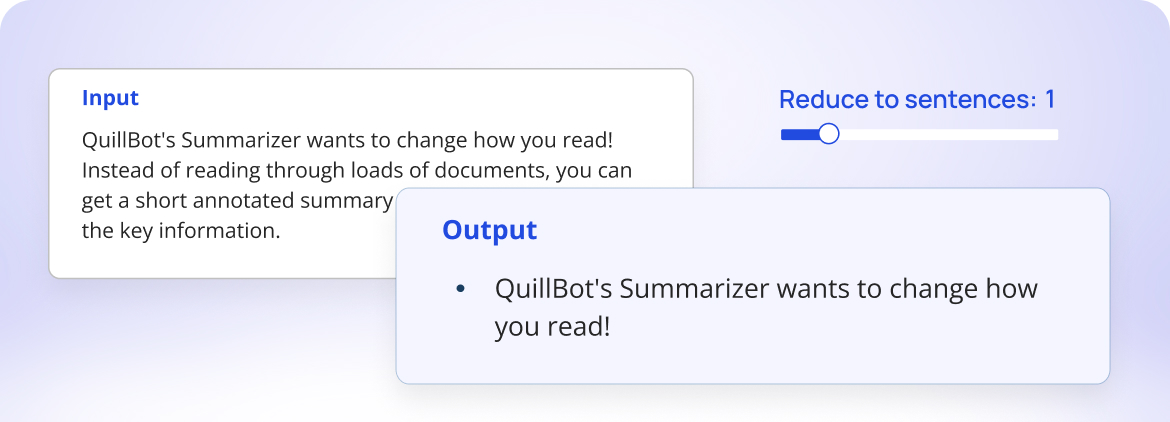 Input
QuillBot's Summarizer wants to change how you read!
Instead of reading through loads of documents, you can
get a short annotated summary
the key information.
Reduce to sentences: 1
Output
• QuillBot's Summarizer wants to change how
you read!